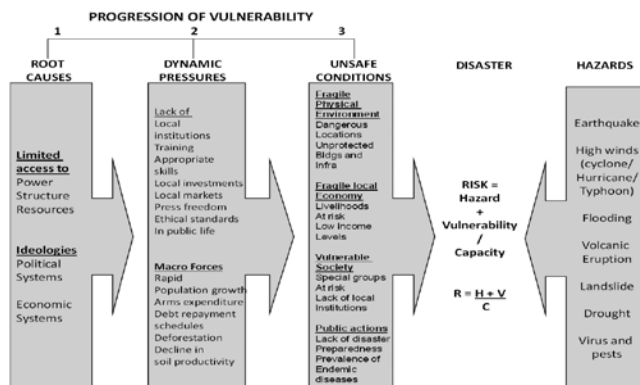 PROGRESSION OF VULNERABILITY
1
2
3
ROOT
CAUSES
DYNAMIC
PRESSURES
UNSAFE
CONDITIONS
DISASTER
HAZARDS
Limited
access to
Power
Structure
Resources
Ideologies
Political
Systems
Economic
Systems
Lack of
Local
institutions
Training
Appropriate
skills
Local investments
Local markets
Press freedom
Ethical standards
In public life
Macro Forces
Rapid
Population growth
Arms expenditure
Debt repayment
schedules
Deforestation
Decline in
soil productivity
Fragile
Physical
Environment
Dangerous
Locations
Unprotected
Bldgs and
Infra
Fragile local
Economy
Livelihoods
At risk
Low Income
Levels
Vulnerable
Society
Special groups
At risk
Lack of local
Institutions
Public actions
Lack of disaster
Preparedness
Prevalence of
Endemic
diseases
RISK =
Hazard
+
Vulnerability
/
Capacity
R = H + V
C
Earthquake
High winds
(cyclone/
Hurricane/
Typhoon)
Flooding
Volcanic
Eruption
Landslide
Drought
Virus and
pests